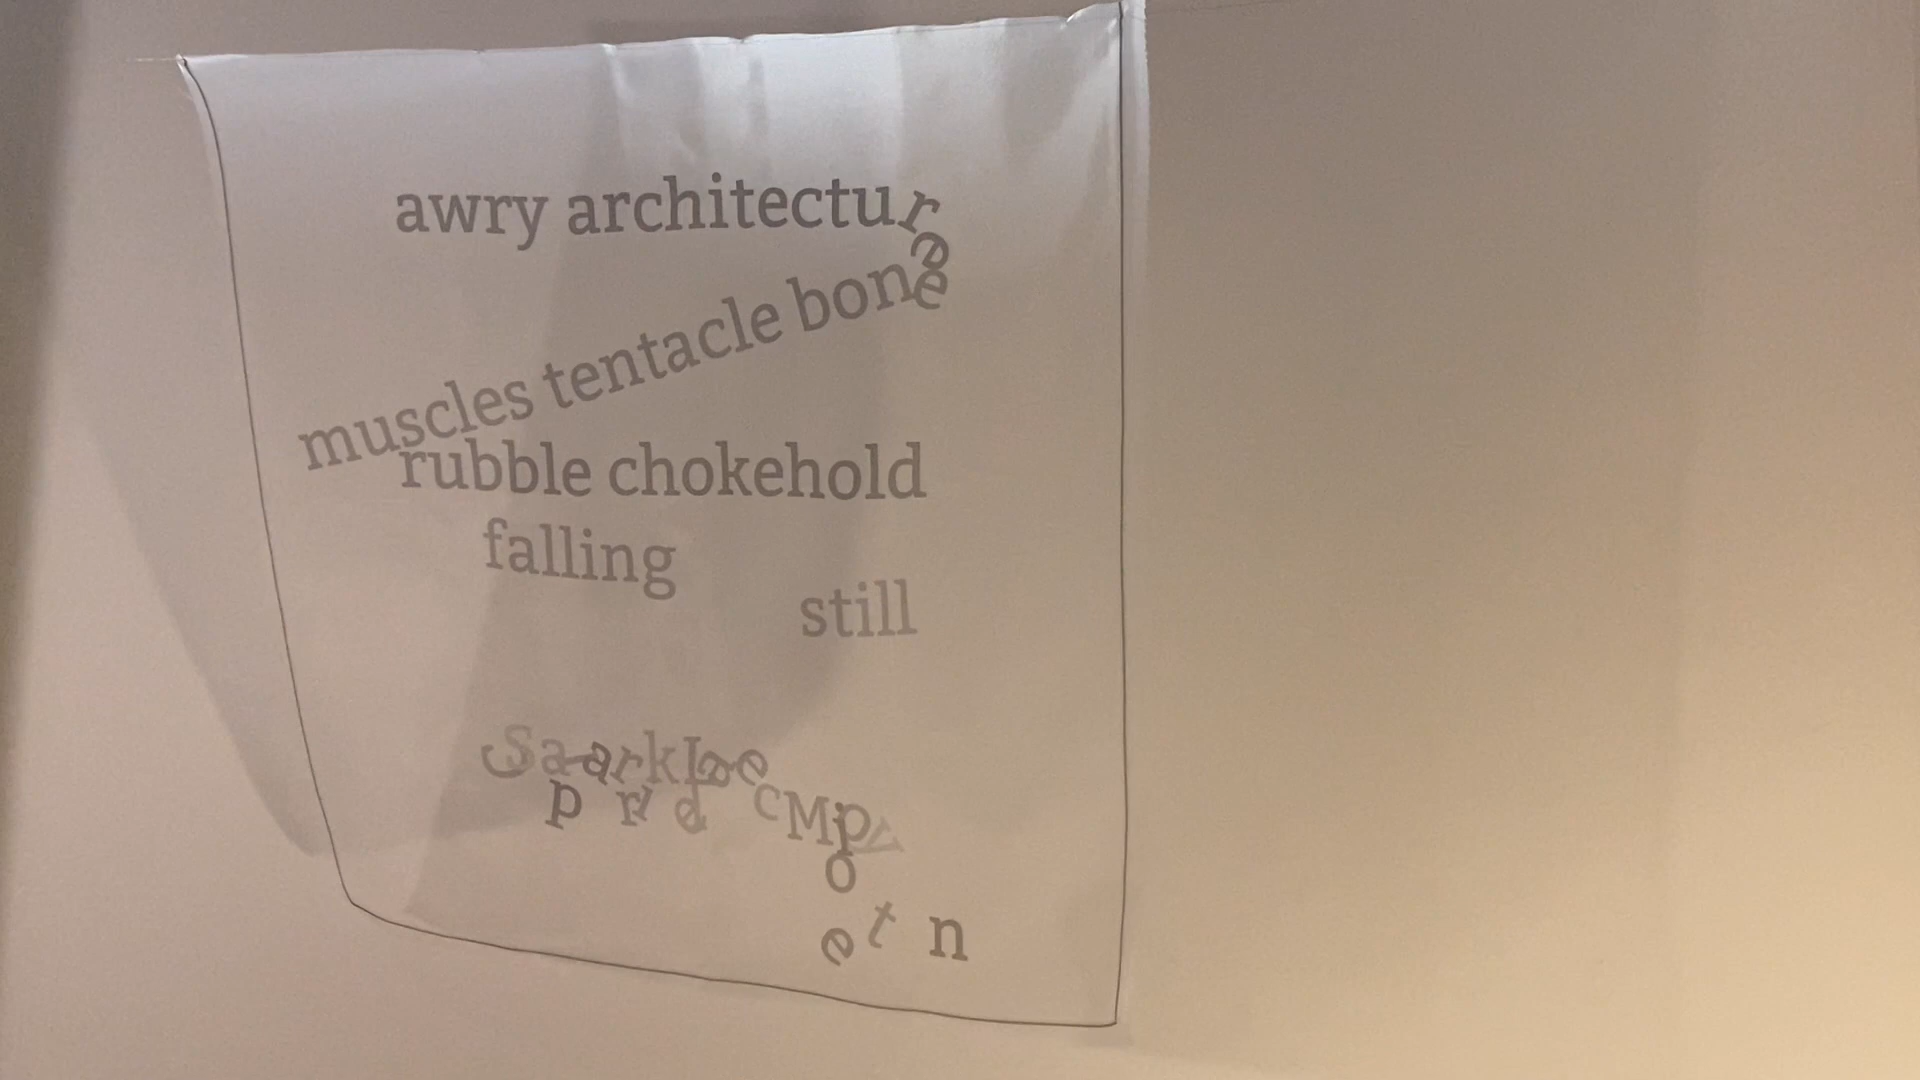 awry architecture
muscles tentacle bone
rubble chokehold
falling
still